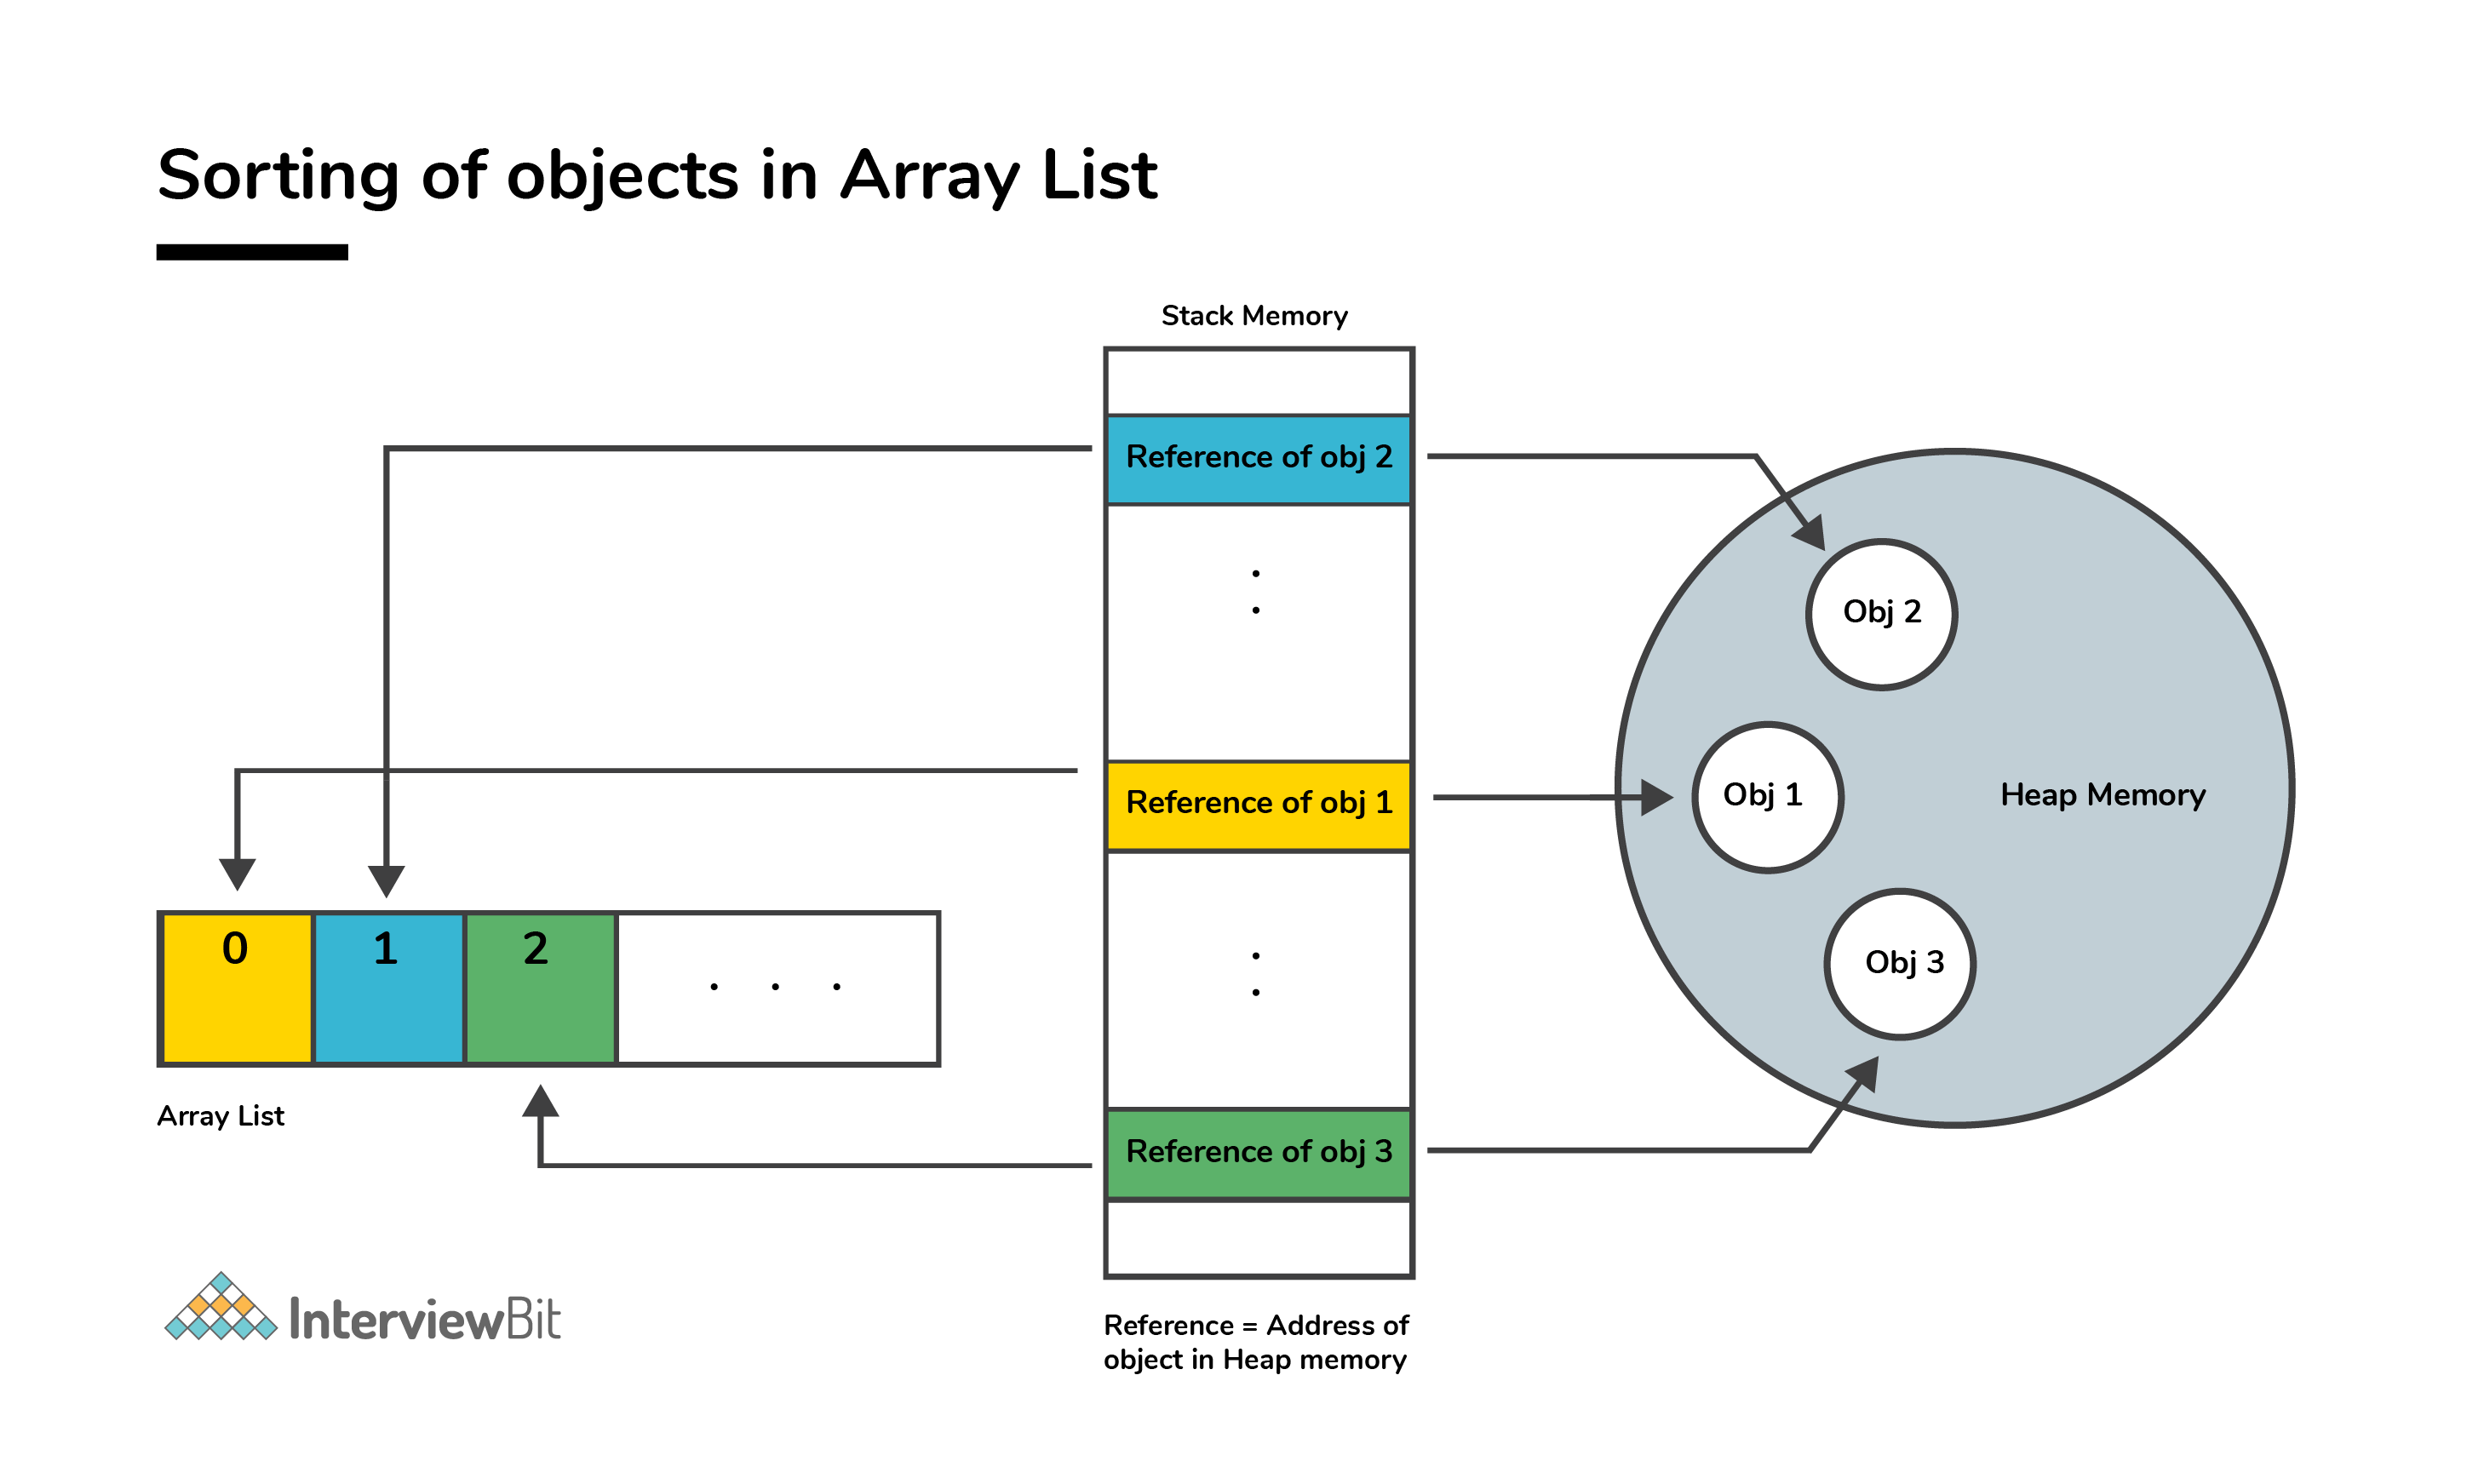 Sorting of objects in Array List
Stack Memory
Reference of obj 2
Obj 2
Reference of obj 1
Obj 1
Heap Memory
0 1 2 . . .
Obj 3
Array List
Reference of obj 3
InterviewBit
Reference = Address of
object in Heap memory